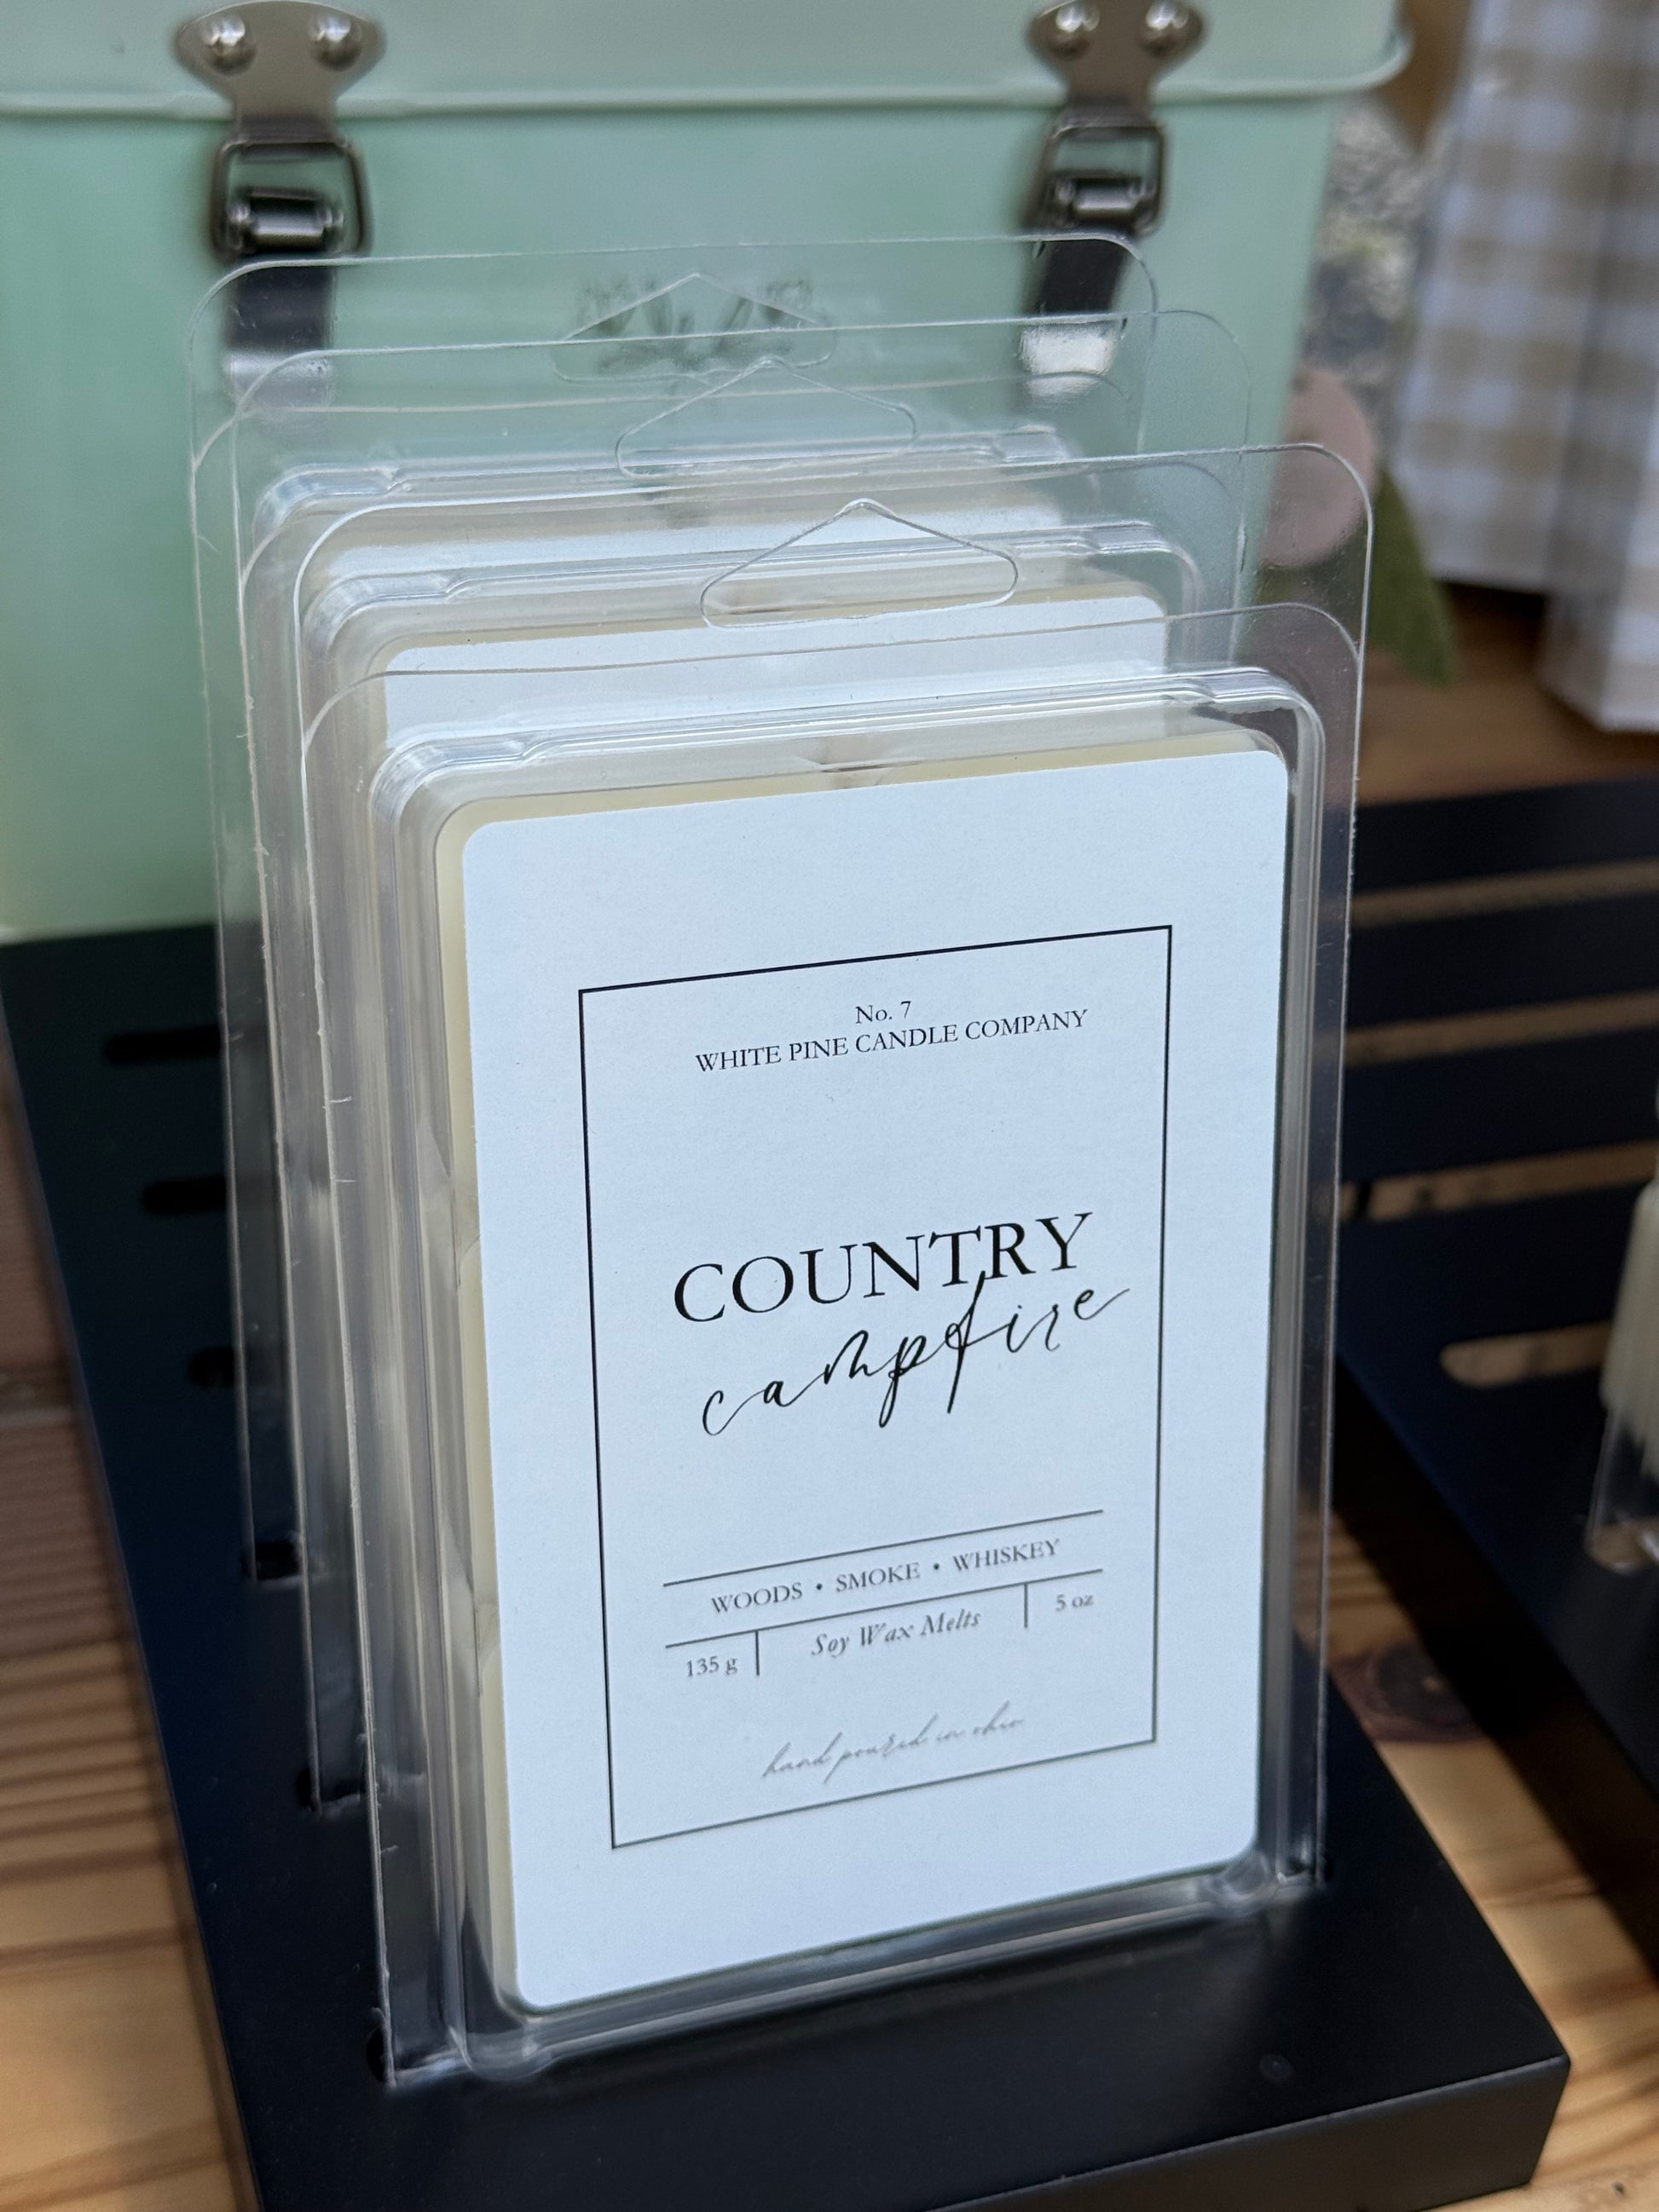 No. 7
WHITE PINE CANDLE COMPANY
COUNTRY
campfire
WOODS • SMOKE • WHISKEY
135 g
Soy Wax Melts
5 oz
hand poured in ohio